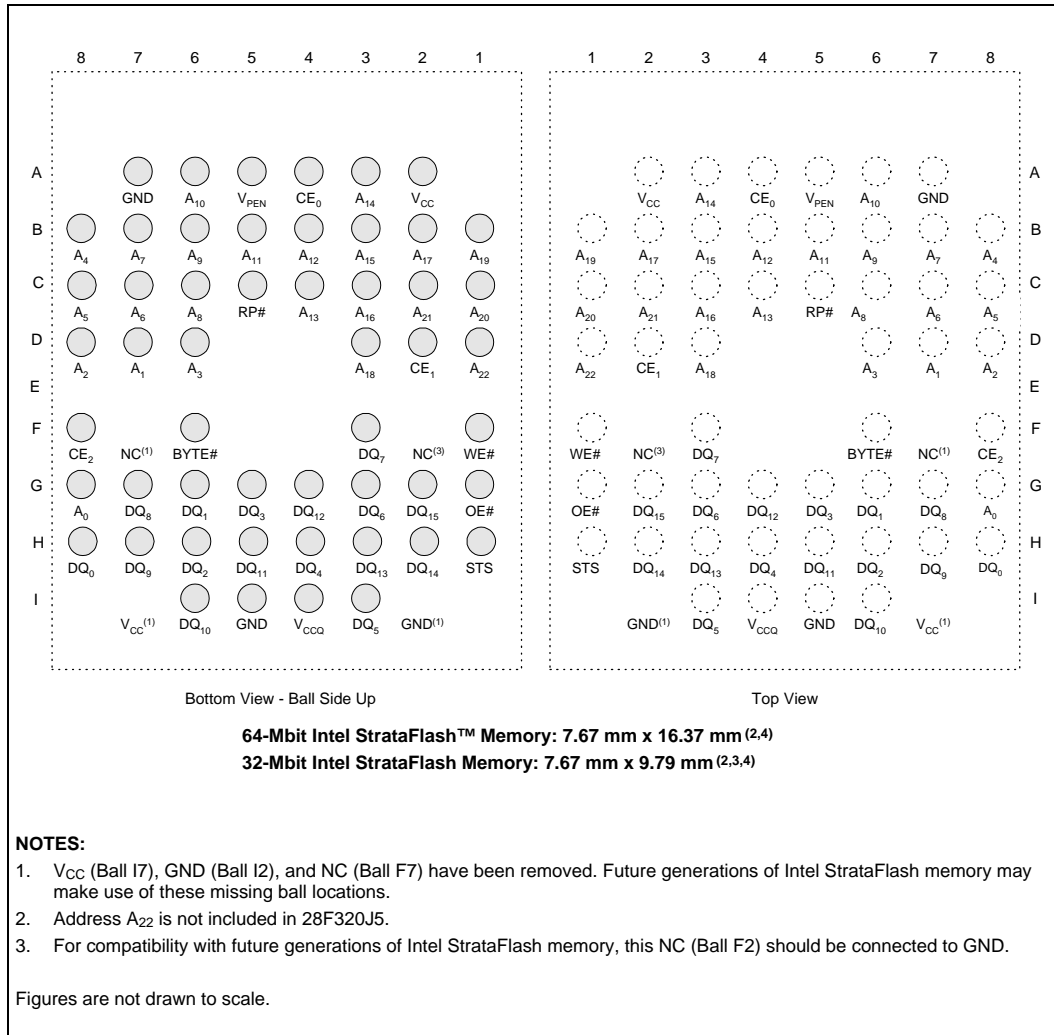 8 7 6 5 4 3 2 1 1 2 3 4 5 6 7 8
A A
GND A10 VPEN CE0 A14 VCC VCC A14 CE0 VPEN A10 GND
B B
A4 A7 A9 A11 A12 A15 A17 A19 A19 A17 A15 A12 A11 A9 A7 A4
C C
A5 A6 A8 RP# A13 A16 A21 A20 A20 A21 A16 A13 RP# A8 A6 A5
D D
A2 A1 A3 A18 CE1 A22 A22 CE1 A18 A3 A1 A2
E E
F F
CE2 NC(1) BYTE# DQ7 NC(3) WE# WE# NC(3) DQ7 BYTE# NC(1) CE2
G G
A0 DQ8 DQ1 DQ3 DQ12 DQ6 DQ15 OE# OE# DQ15 DQ6 DQ12 DQ3 DQ1 DQ8 A0
H H
DQ0 DQ9 DQ2 DQ11 DQ4 DQ13 DQ14 STS STS DQ14 DQ13 DQ4 DQ11 DQ2 DQ9 DQ0
I I
VCC(1) DQ10 GND VCCQ DQ5 GND(1) GND(1) DQ5 VCCQ GND DQ10 VCC(1)
Bottom View - Ball Side Up Top View
64-Mbit Intel StrataFlash™ Memory: 7.67 mm x 16.37 mm (2,4)
32-Mbit Intel StrataFlash Memory: 7.67 mm x 9.79 mm (2,3,4)
NOTES:
1. VCC (Ball I7), GND (Ball I2), and NC (Ball F7) have been removed. Future generations of Intel StrataFlash memory may
make use of these missing ball locations.
2. Address A22 is not included in 28F320J5.
3. For compatibility with future generations of Intel StrataFlash memory, this NC (Ball F2) should be connected to GND.
Figures are not drawn to scale.